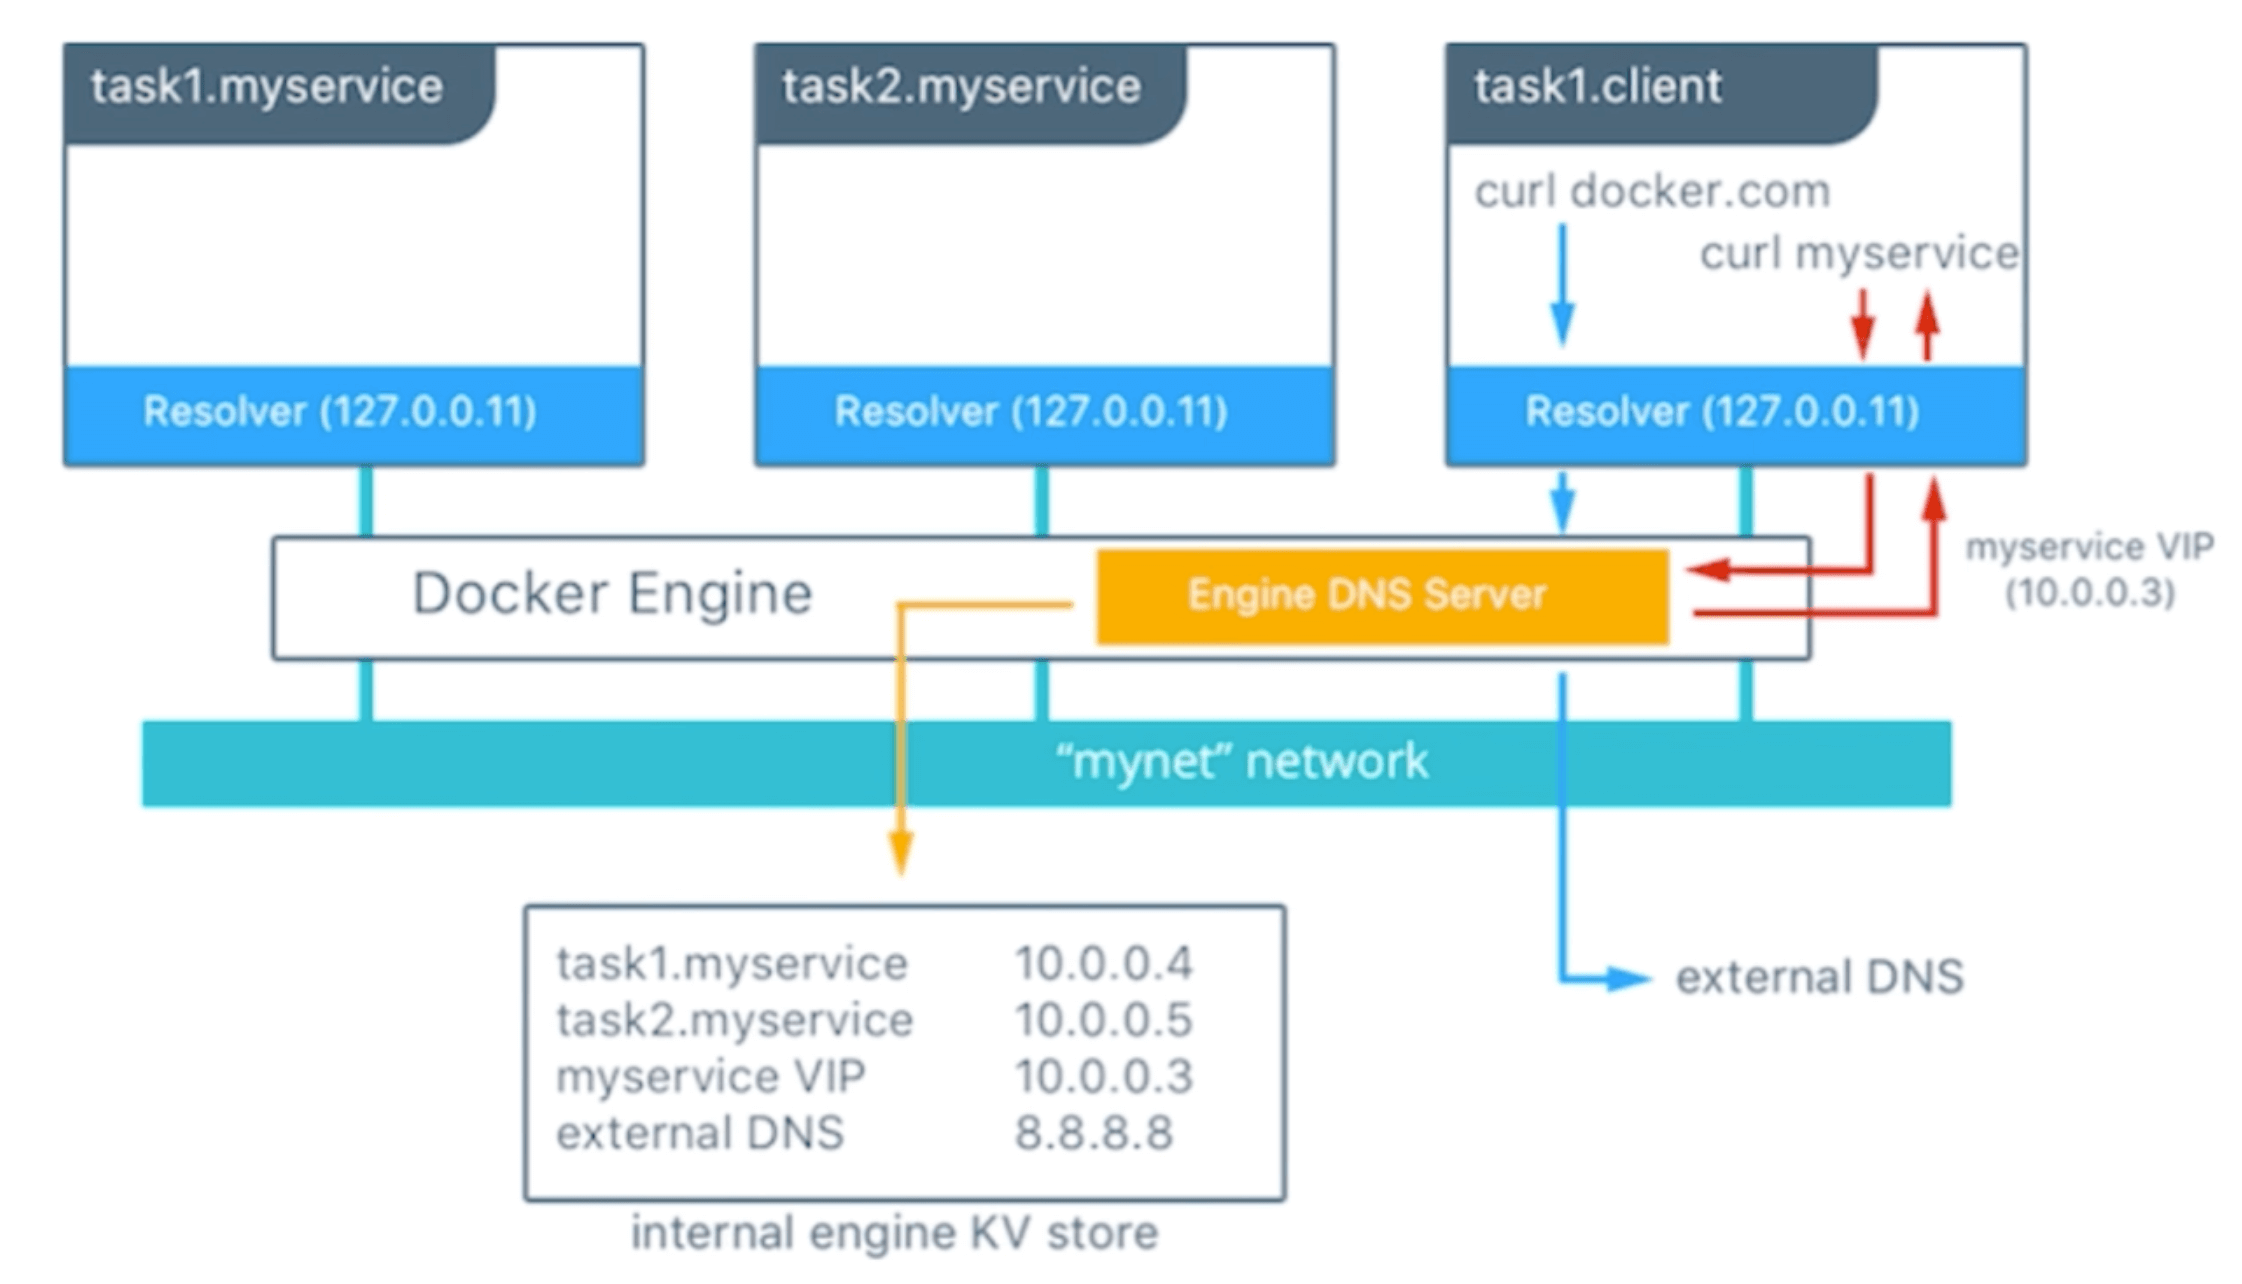 task1.myservice
task2.myservice
task1.client
curl docker.com
curl myservice
Resolver (127.0.0.11)
Resolver (127.0.0.11)
Resolver (127.0.0.11)
Docker Engine
Engine DNS Server
myservice VIP
(10.0.0.3)
“mynet” network
task1.myservice 10.0.0.4
task2.myservice 10.0.0.5
myservice VIP 10.0.0.3
external DNS 8.8.8.8
external DNS
internal engine KV store